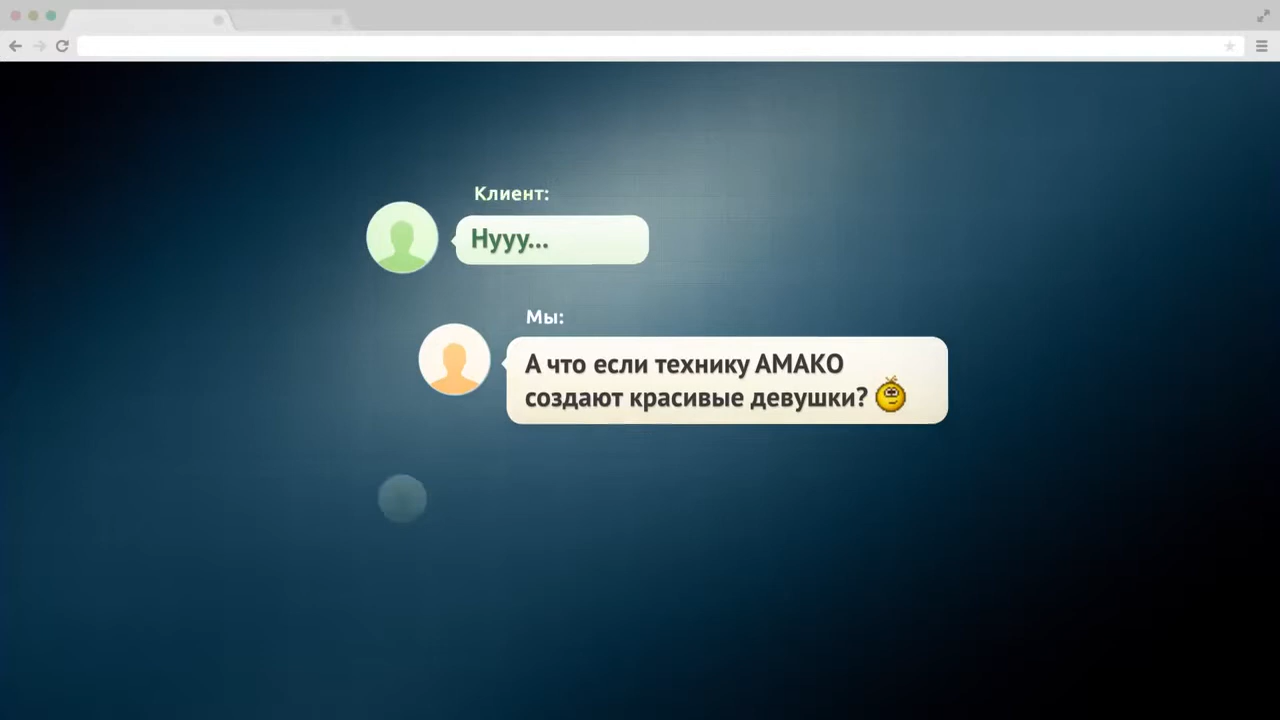 Клиент:
Нууу...
Мы:
А что если технику АМАКО
создают красивые девушки?